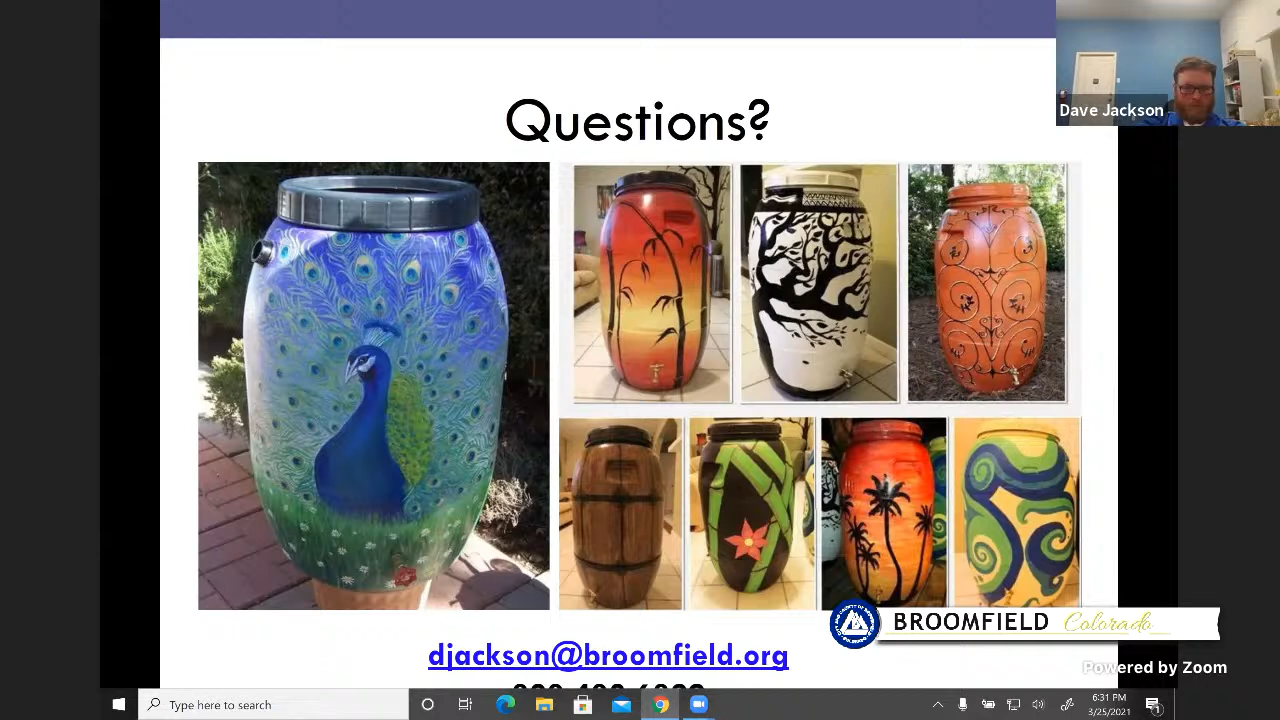 Dave Jackson
Questions?
djackson@broomfield.org
BROOMFIELD Colorado
Powered by Zoom
Type here to search
6:31 PM
3/25/2021